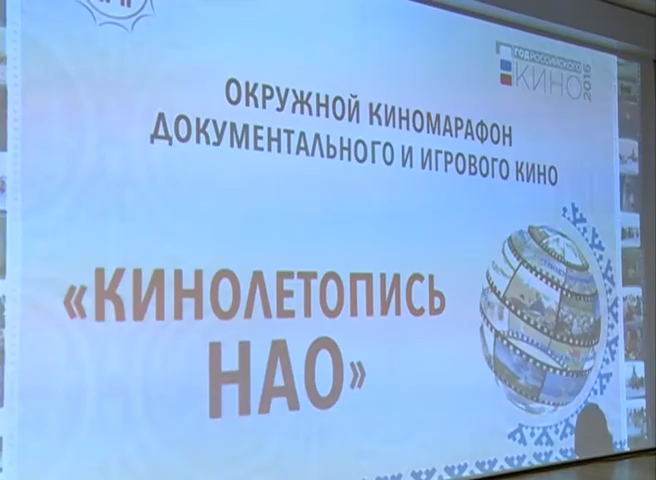 ГОД РОССИЙСКОГО
КИНО 2016
ОКРУЖНОЙ КИНОМАРАФОН
ДОКУМЕНТАЛЬНОГО И ИГРОВОГО КИНО
«КИНОЛЕТОПИСЬ
НАО»